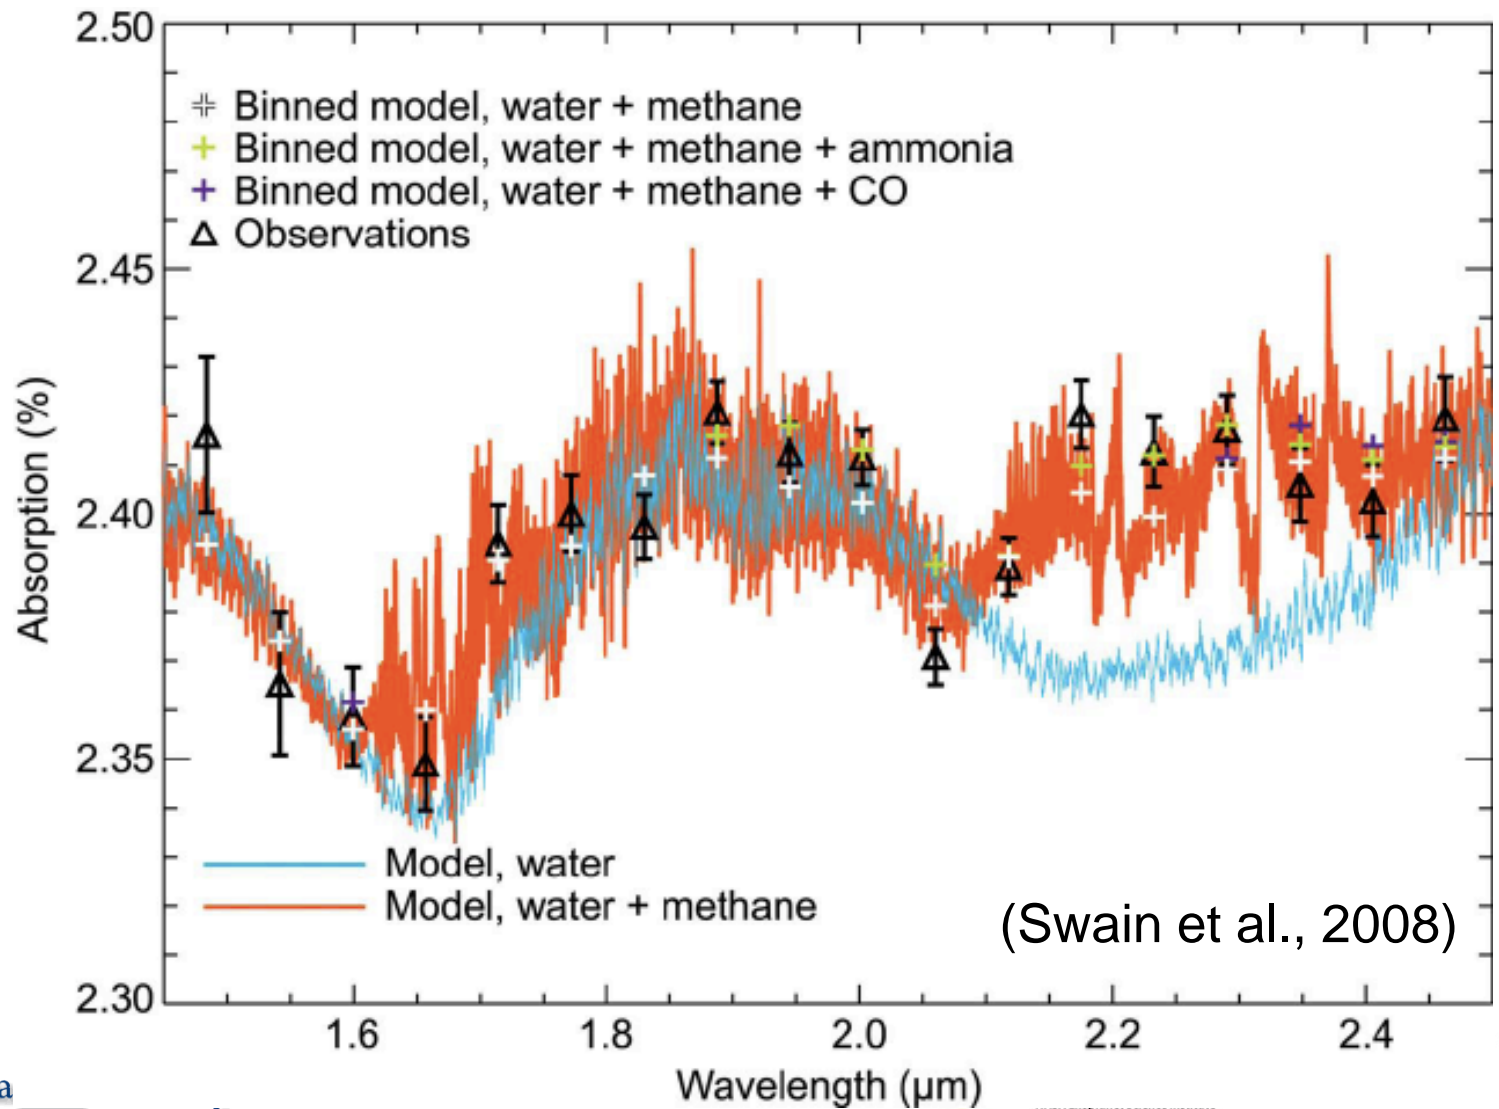 2.50
Binned model, water + methane
Binned model, water + methane + ammonia
Binned model, water + methane + CO
Observations
2.45
2.40
2.35
2.30
Absorption (%)
Model, water
Model, water + methane
(Swain et al., 2008)
1.6 1.8 2.0 2.2 2.4
Wavelength (µm)
a